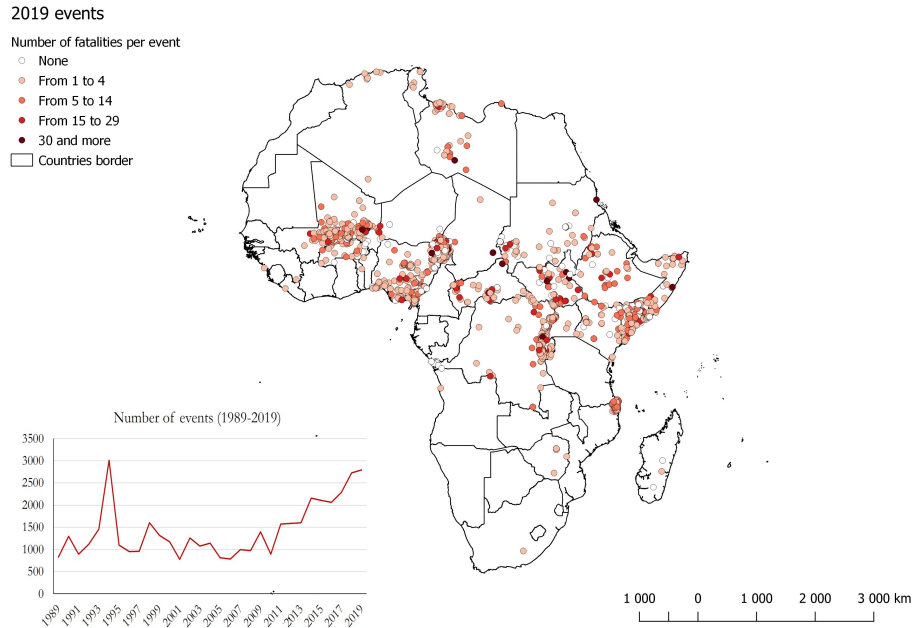 2019 events
Number of fatalities per event
None
From 1 to 4
From 5 to 14
From 15 to 29
30 and more
Countries border
Number of events (1989-2019)
3500
3000
2500
2000
1500
1000
500
0
1989 1991 1993 1995 1997 1999 2001 2003 2005 2007 2009 2011 2013 2015 2017 2019
1 000 0 1 000 2 000 3 000 km